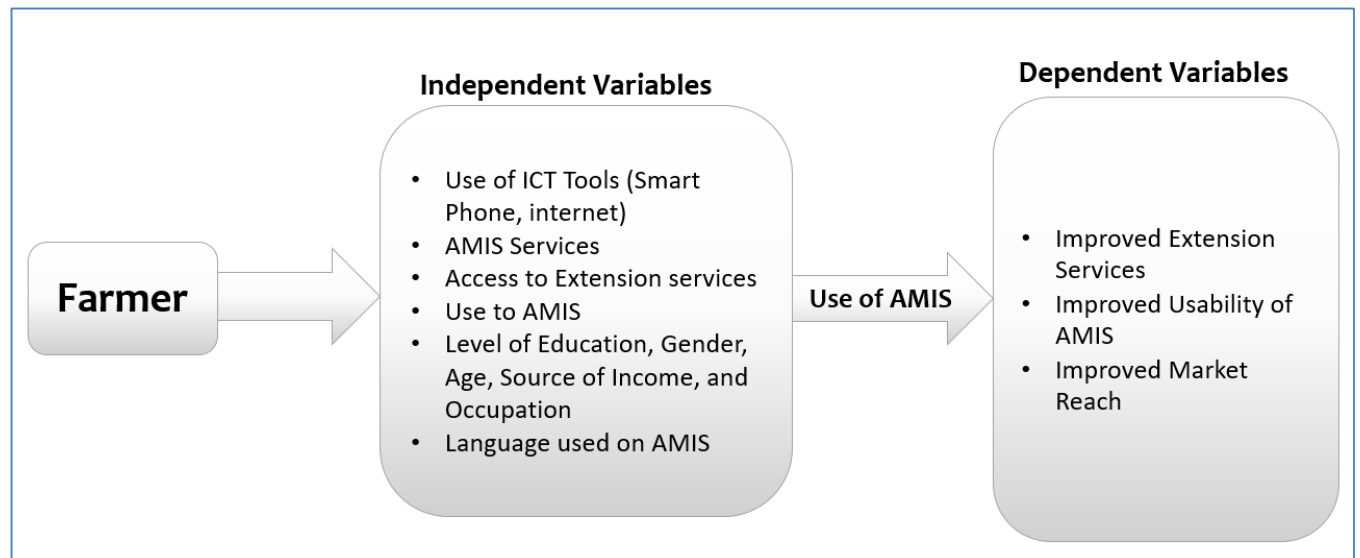 Farmer
Independent Variables
• Use of ICT Tools (Smart
Phone, internet)
• AMIS Services
• Access to Extension services
• Use to AMIS
• Level of Education, Gender,
Age, Source of Income, and
Occupation
• Language used on AMIS
Use of AMIS
Dependent Variables
• Improved Extension
Services
• Improved Usability of
AMIS
• Improved Market
Reach